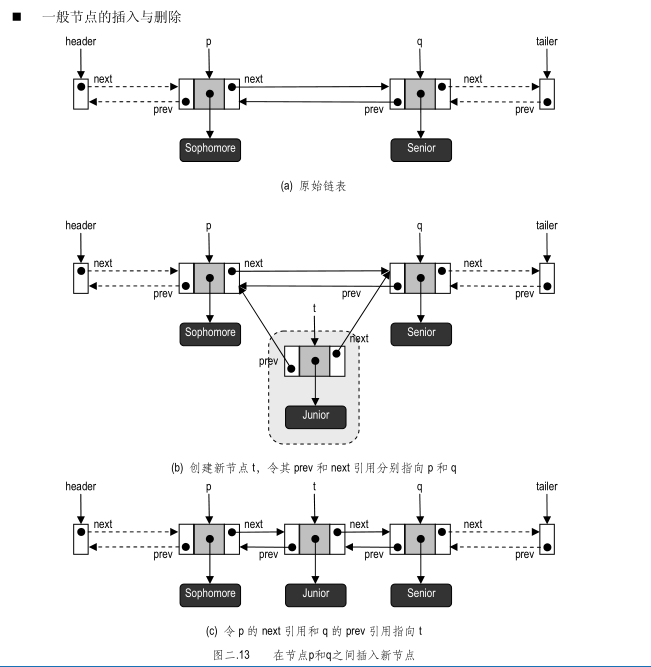 ■ 一般节点的插入与删除
header p q tailer
next next next
prev prev prev
Sophomore Senior
(a) 原始链表
header p q tailer
next next next
prev prev prev
t
Sophomore Senior
next
prev
Junior
(b) 创建新节点 t，令其 prev 和 next 引用分别指向 p 和 q
header p t q tailer
next next next next
prev prev prev prev
Sophomore Junior Senior
(c) 令 p 的 next 引用和 q 的 prev 引用指向 t
图二.13 在节点p和q之间插入新节点